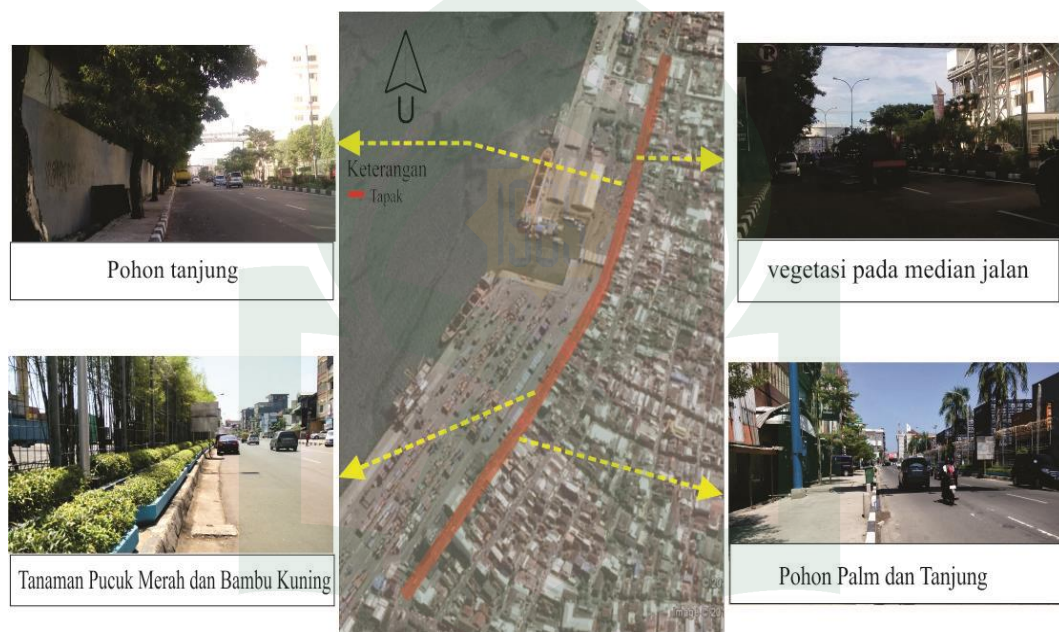 U
Keterangan
Tapak
Pohon tanjung
vegetasi pada median jalan
Tanaman Pucuk Merah dan Bambu Kuning
Pohon Palm dan Tanjung